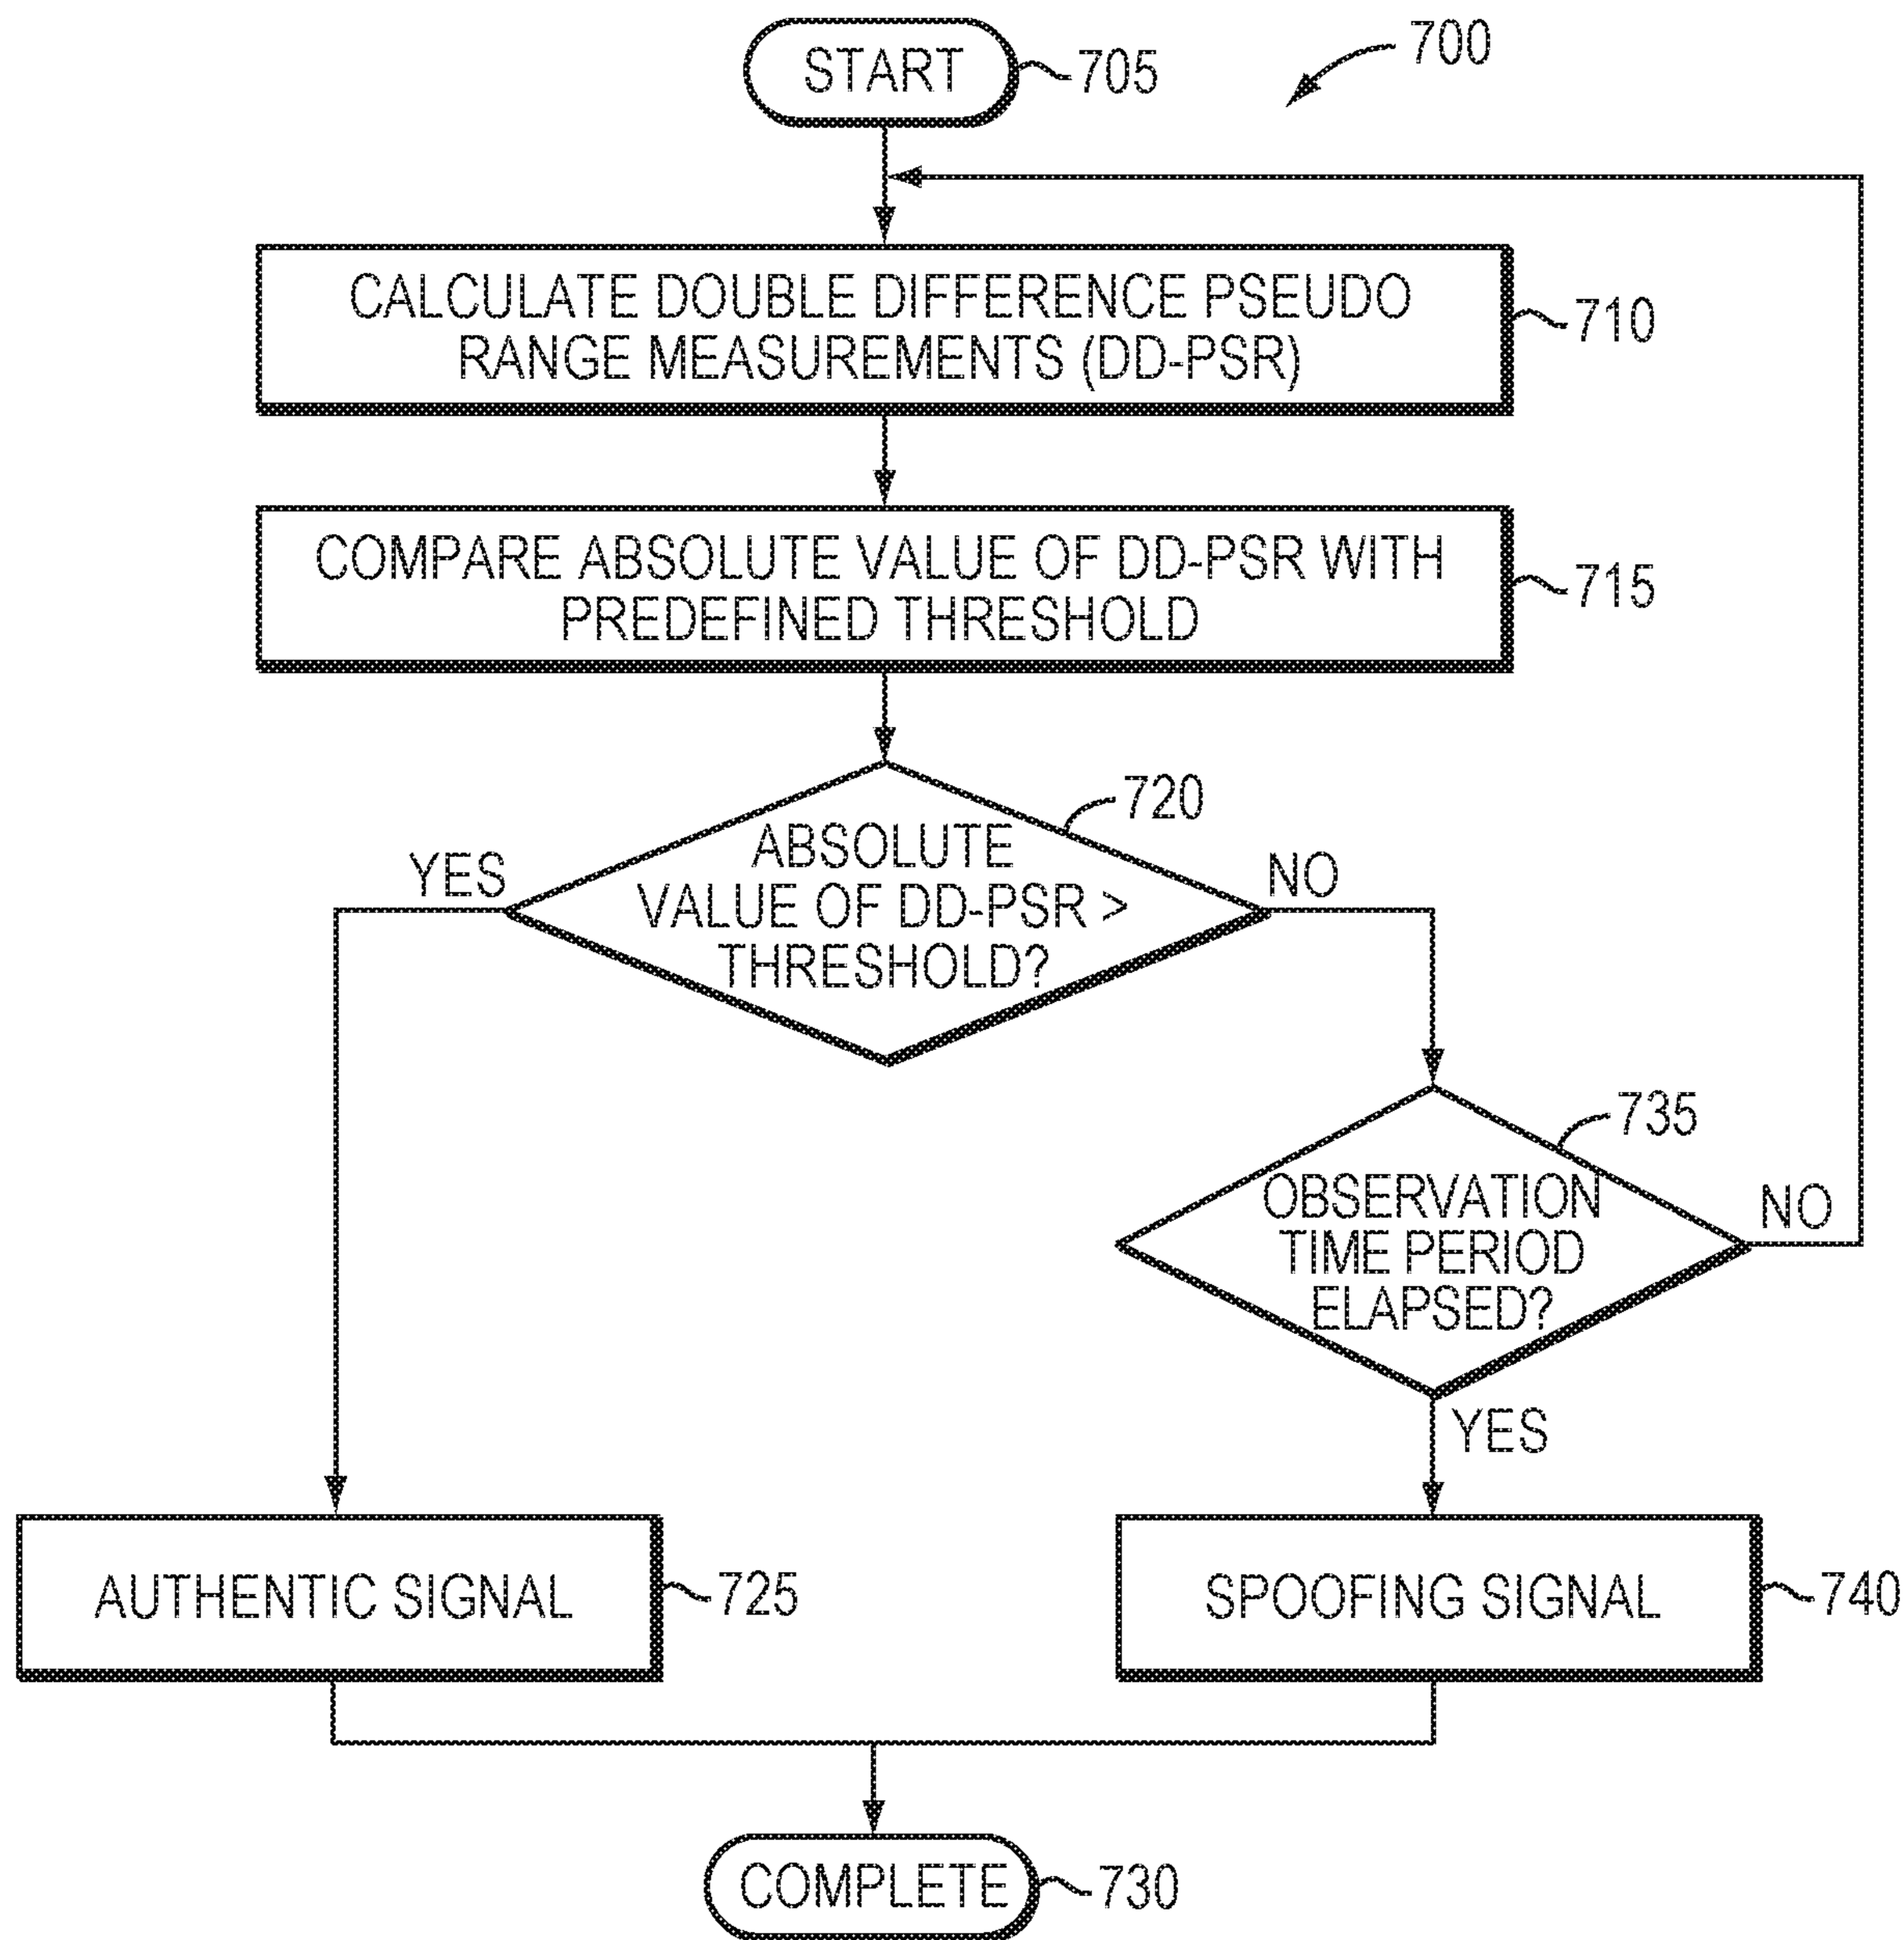 START
705
700
CALCULATE DOUBLE DIFFERENCE PSEUDO
RANGE MEASUREMENTS (DD-PSR)
710
COMPARE ABSOLUTE VALUE OF DD-PSR WITH
PREDEFINED THRESHOLD
715
720
ABSOLUTE
VALUE OF DD-PSR >
THRESHOLD?
YES
NO
735
OBSERVATION
TIME PERIOD
ELAPSED?
NO
YES
AUTHENTIC SIGNAL
725
SPOOFING SIGNAL
740
COMPLETE
730